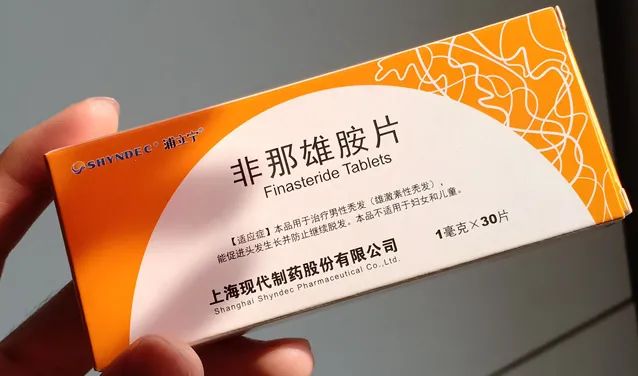 SHYNDEC® 浦立宁®
非那雄胺片
Finasteride Tablets
【适应症】本品用于治疗男性秃发（雄激素性秃发），
能促进头发生长并防止继续脱发。本品不适用于妇女和儿童。
1毫克×30片
上海现代制药股份有限公司
Shanghai Shyndec Pharmaceutical Co.,Ltd.